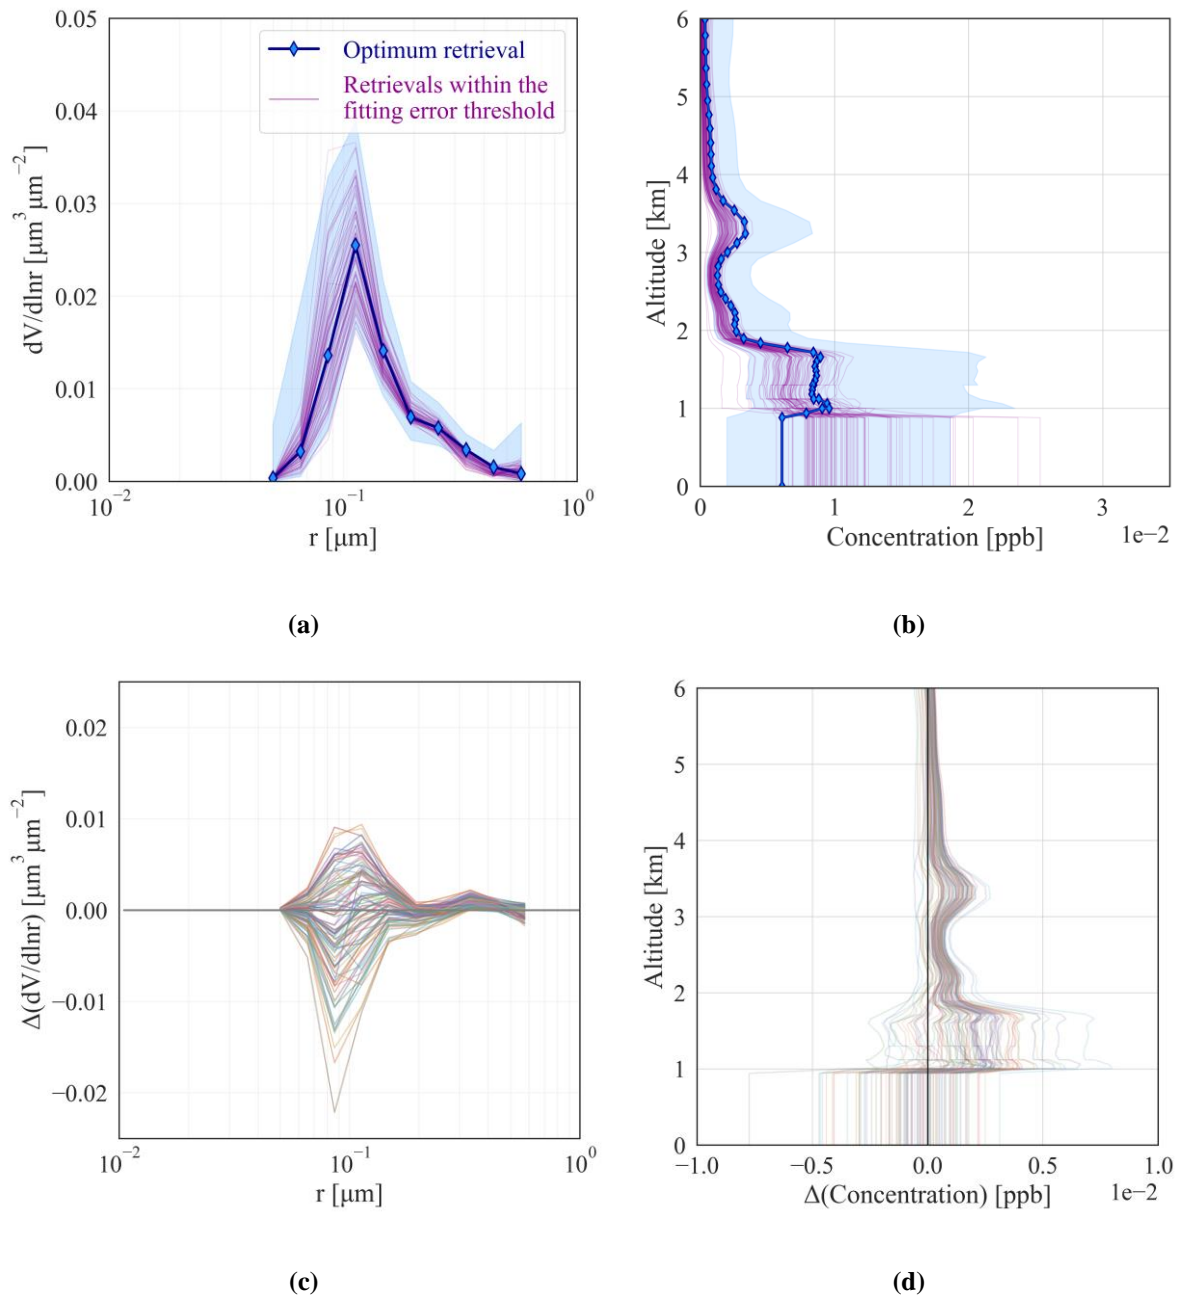 0.05
0.04
0.03
0.02
0.01
0.00
dV/dlnr [μm³ μm⁻²]
10⁻²
10⁻¹
10⁰
r [μm]
Optimum retrieval
Retrievals within the
fitting error threshold
(a)
6
5
4
3
2
1
0
Altitude [km]
0
1
2
3
Concentration [ppb]
1e−2
(b)
0.02
0.01
0.00
−0.01
−0.02
Δ(dV/dlnr) [μm³ μm⁻²]
10⁻²
10⁻¹
10⁰
r [μm]
(c)
6
5
4
3
2
1
0
Altitude [km]
−1.0
−0.5
0.0
0.5
1.0
Δ(Concentration) [ppb]
1e−2
(d)